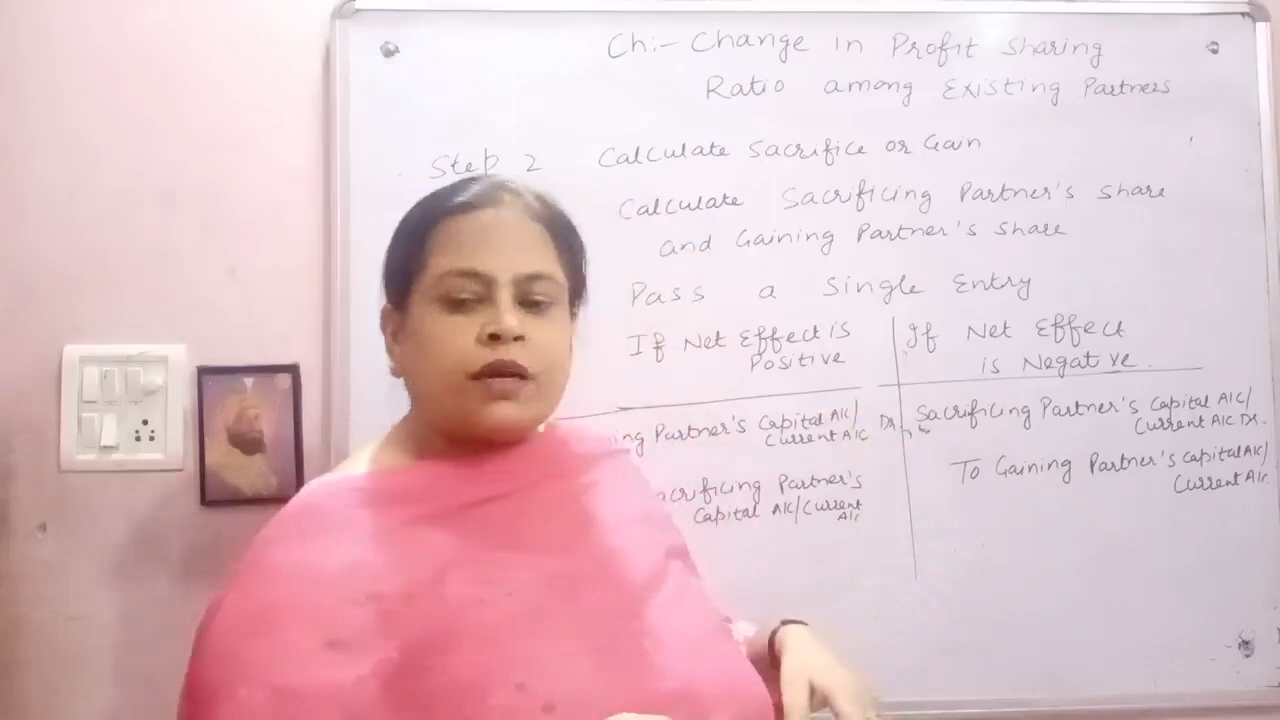 Ch:- Change in Profit Sharing
Ratio among Existing Partners
Step 2 Calculate Sacrifice or Gain
Calculate Sacrificing Partner's Share
and Gaining Partner's Share
Pass a Single Entry
If Net Effect is
Positive
If Net Effect
is Negative.
ing Partner's Capital A/C/
Current A/C Dr.
acrificing Partner's
Capital A/C/Current
A/c
Sacrificing Partner's Capital A/C/
Current A/C Dr.
To Gaining Partner's Capital A/C/
Current A/c.